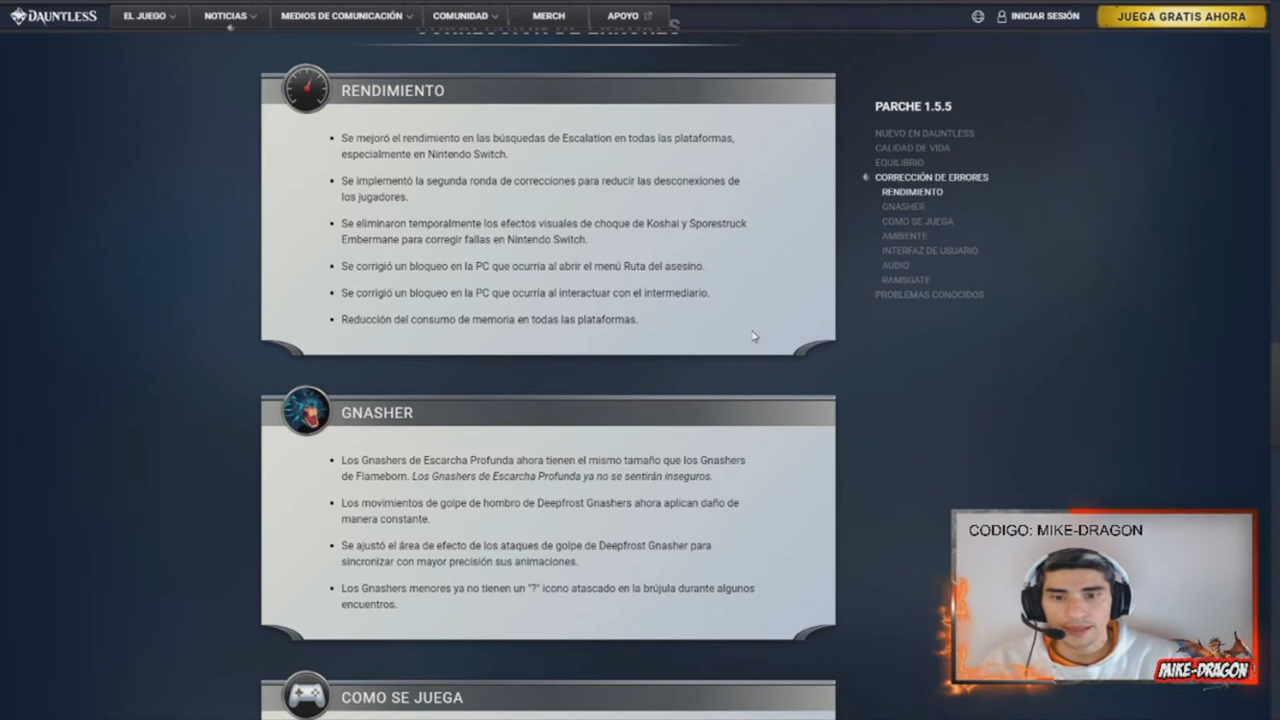 DAUNTLESS
EL JUEGO
NOTICIAS
MEDIOS DE COMUNICACIÓN
COMUNIDAD
MERCH
APOYO
INICIAR SESIÓN
JUEGA GRATIS AHORA
CORRECCIÓN DE ERRORES
RENDIMIENTO
• Se mejoró el rendimiento en las búsquedas de Escalation en todas las plataformas,
especialmente en Nintendo Switch.
• Se implementó la segunda ronda de correcciones para reducir las desconexiones de
los jugadores.
• Se eliminaron temporalmente los efectos visuales de choque de Koshai y Sporestruck
Embermane para corregir fallas en Nintendo Switch.
• Se corrigió un bloqueo en la PC que ocurría al abrir el menú Ruta del asesino.
• Se corrigió un bloqueo en la PC que ocurría al interactuar con el intermediario.
• Reducción del consumo de memoria en todas las plataformas.
GNASHER
• Los Gnashers de Escarcha Profunda ahora tienen el mismo tamaño que los Gnashers
de Flameborn. Los Gnashers de Escarcha Profunda ya no se sentirán inseguros.
• Los movimientos de golpe de hombro de Deepfrost Gnashers ahora aplican daño de
manera constante.
• Se ajustó el área de efecto de los ataques de golpe de Deepfrost Gnasher para
sincronizar con mayor precisión sus animaciones.
• Los Gnashers menores ya no tienen un "?" icono atascado en la brújula durante algunos
encuentros.
COMO SE JUEGA
PARCHE 1.5.5
NUEVO EN DAUNTLESS
CALIDAD DE VIDA
EQUILIBRIO
CORRECCIÓN DE ERRORES
RENDIMIENTO
GNASHER
COMO SE JUEGA
AMBIENTE
INTERFAZ DE USUARIO
AUDIO
RAMSGATE
PROBLEMAS CONOCIDOS
CODIGO: MIKE-DRAGON
MIKE-DRAGON